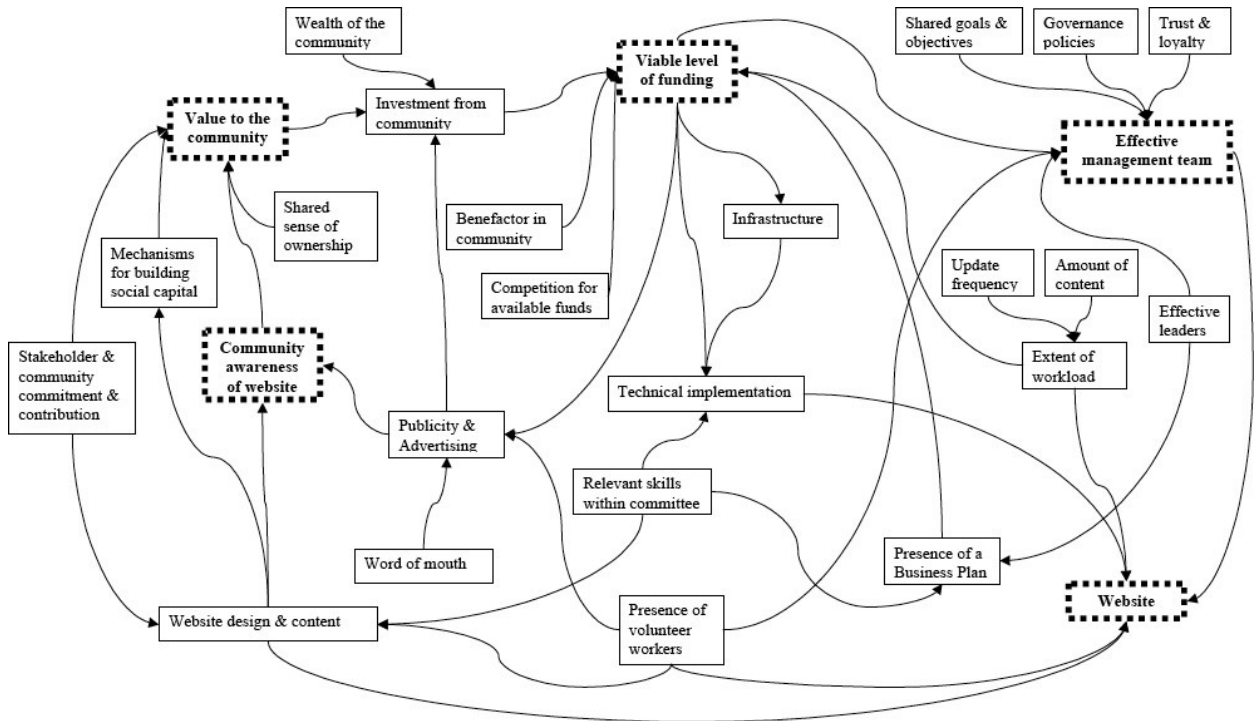 Wealth of the
community
Shared goals &
objectives
Governance
policies
Trust &
loyalty
Viable level
of funding
Value to the
community
Investment from
community
Effective
management team
Shared
sense of
ownership
Benefactor in
community
Infrastructure
Mechanisms
for building
social capital
Competition for
available funds
Update
frequency
Amount of
content
Effective
leaders
Stakeholder &
community
commitment &
contribution
Community
awareness
of website
Extent of
workload
Technical implementation
Publicity &
Advertising
Relevant skills
within committee
Word of mouth
Presence of a
Business Plan
Website design & content
Presence of
volunteer
workers
Website